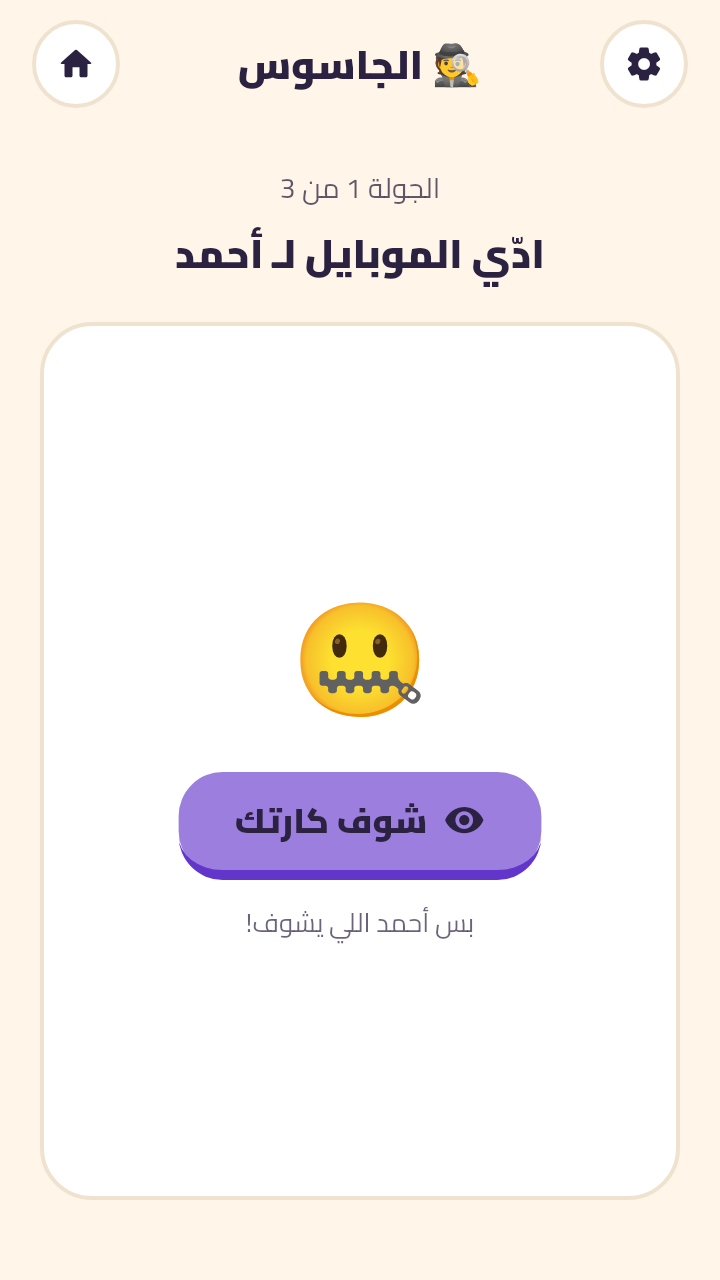 🕵️ الجاسوس
الجولة 1 من 3
ادّي الموبايل لـ أحمد
شوف كارتك
بس أحمد اللي يشوف!